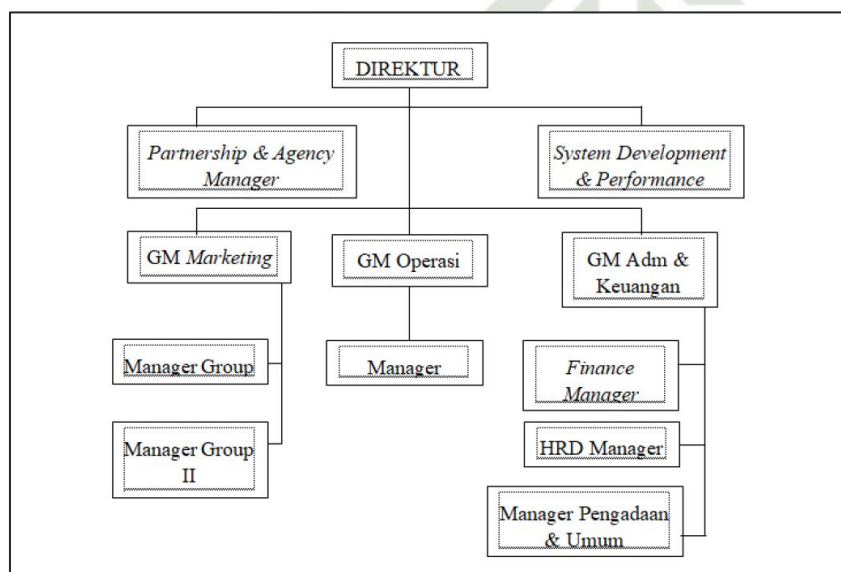 DIREKTUR
Partnership & Agency
Manager
System Development
& Performance
GM Marketing
GM Operasi
GM Adm &
Keuangan
Manager Group
Manager
Finance
Manager
Manager Group
II
HRD Manager
Manager Pengadaan
& Umum